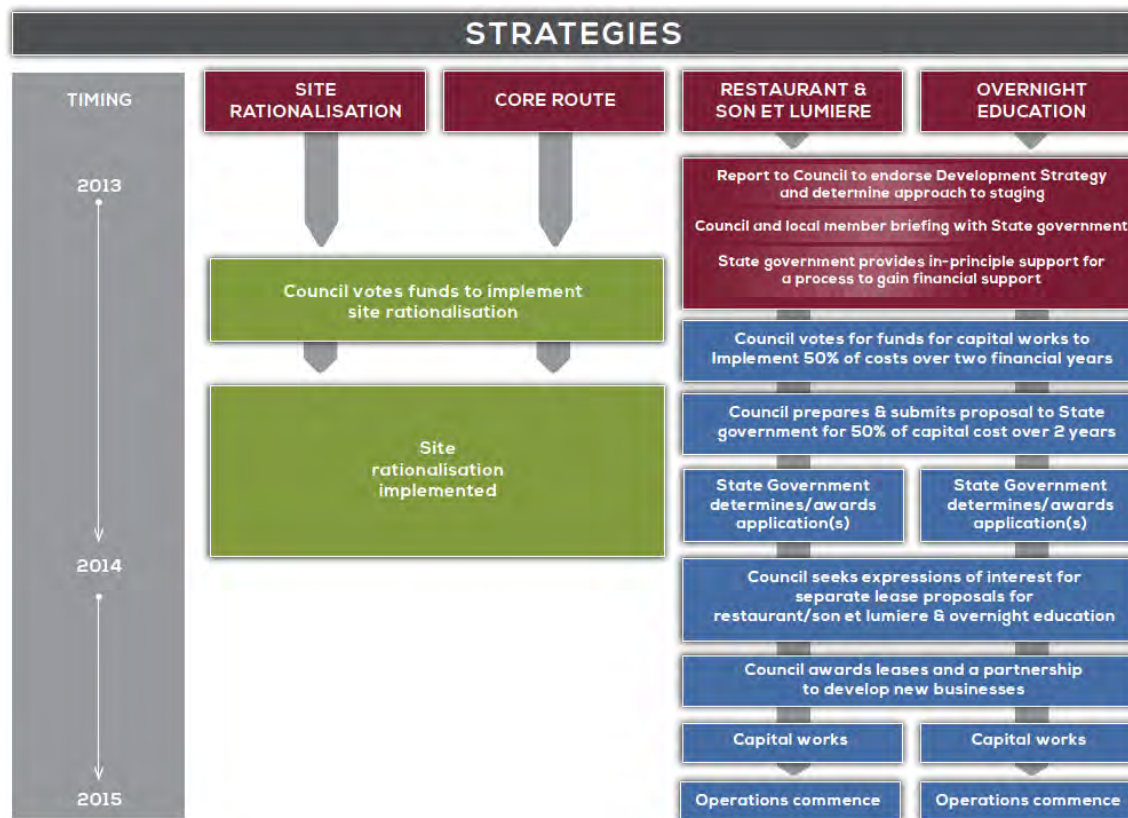 STRATEGIES
TIMING
2013
2014
2015
SITE
RATIONALISATION
CORE ROUTE
RESTAURANT &
SON ET LUMIERE
OVERNIGHT
EDUCATION
Council votes funds to implement
site rationalisation
Site
rationalisation
implemented
Report to Council to endorse Development Strategy
and determine approach to staging
Council and local member briefing with State government
State government provides in-principle support for
a process to gain financial support
Council votes for funds for capital works to
Implement 50% of costs over two financial years
Council prepares & submits proposal to State
government for 50% of capital cost over 2 years
State Government
determines/awards
application(s)
State Government
determines/awards
application(s)
Council seeks expressions of interest for
separate lease proposals for
restaurant/son et lumiere & overnight education
Council awards leases and a partnership
to develop new businesses
Capital works
Capital works
Operations commence
Operations commence